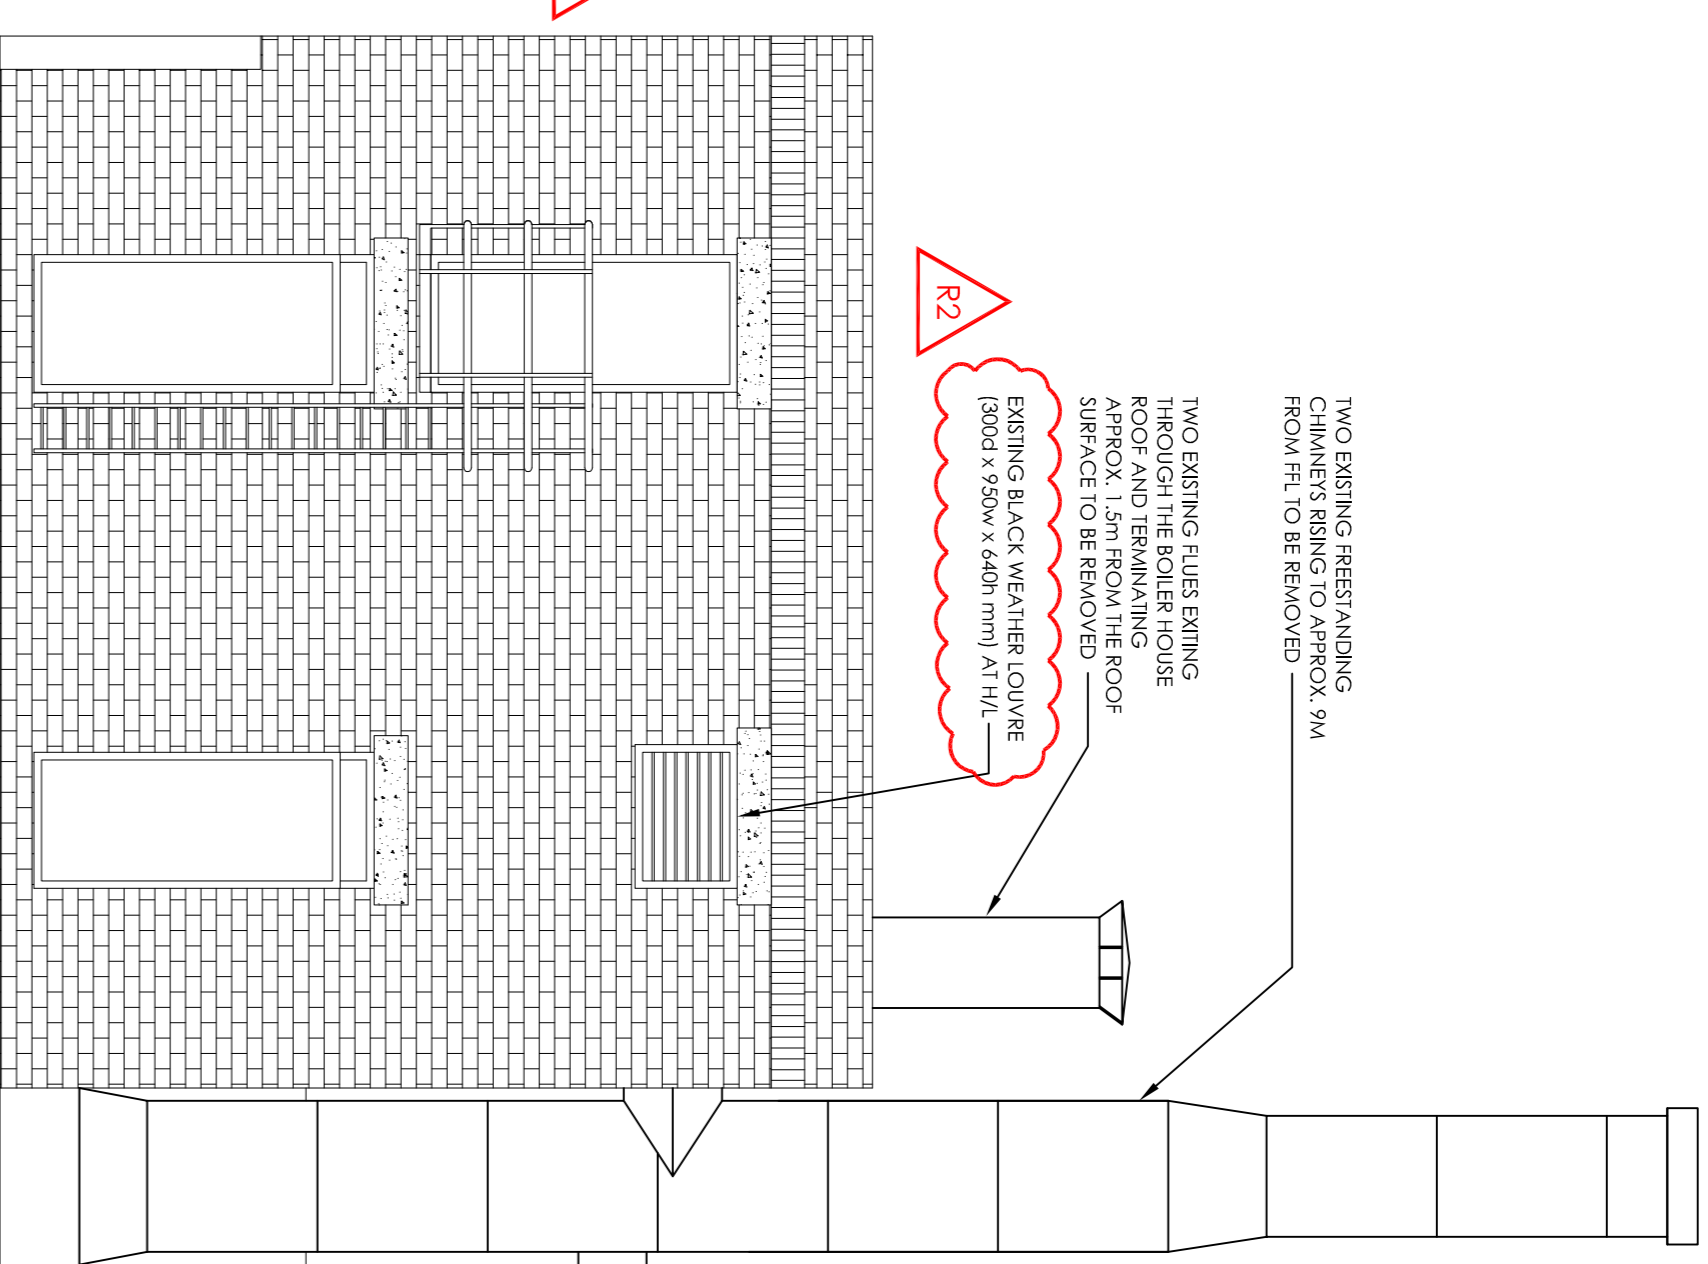 TWO EXISTING FREESTANDING
CHIMNEYS RISING TO APPROX. 9M
FROM FFL TO BE REMOVED
TWO EXISTING FLUES EXITING
THROUGH THE BOILER HOUSE
ROOF AND TERMINATING
APPROX. 1.5m FROM THE ROOF
SURFACE TO BE REMOVED
EXISTING BLACK WEATHER LOUVRE
(300d x 950w x 640h mm) AT H/L
R2